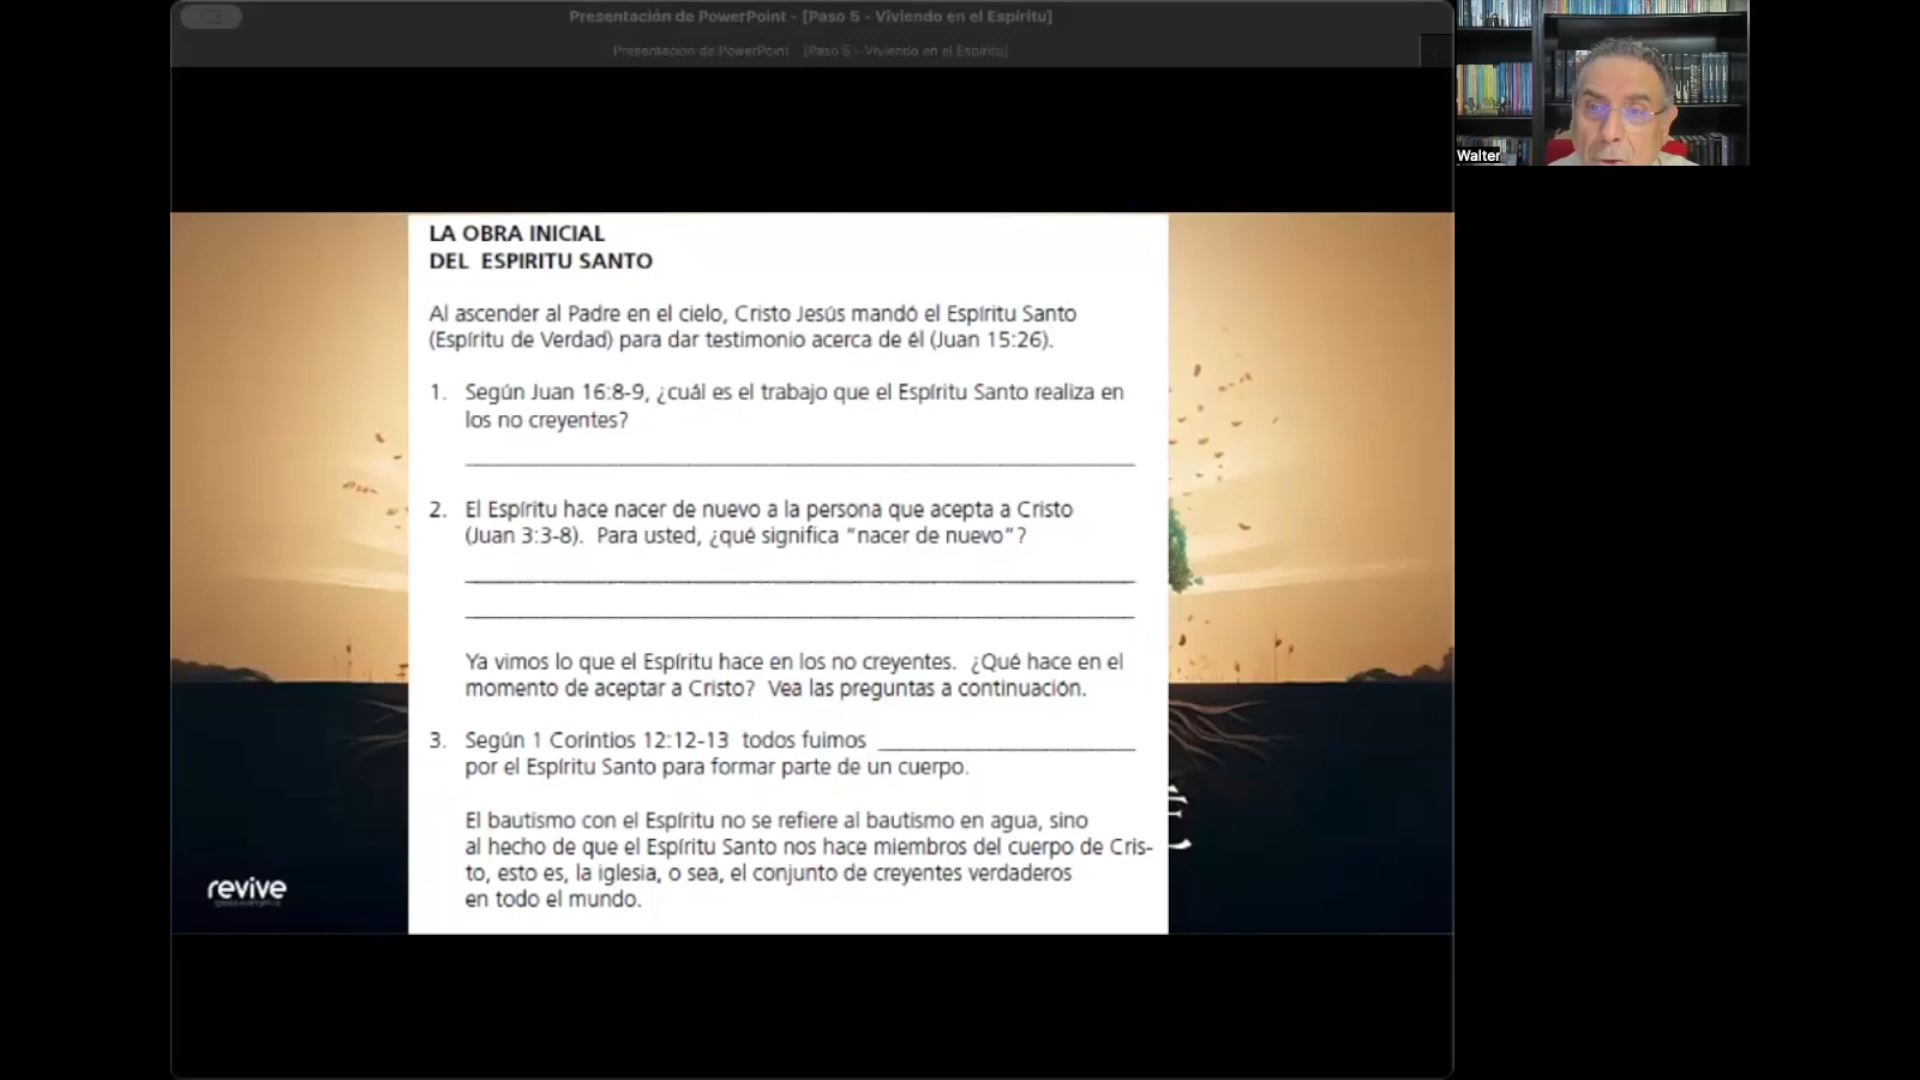 Presentación de PowerPoint - [Paso 5 - Viviendo en el Espíritu]
Presentación de PowerPoint - [Paso 5 - Viviendo en el Espíritu]
Walter
LA OBRA INICIAL
DEL ESPIRITU SANTO
Al ascender al Padre en el cielo, Cristo Jesús mandó el Espíritu Santo
(Espíritu de Verdad) para dar testimonio acerca de él (Juan 15:26).
1. Según Juan 16:8-9, ¿cuál es el trabajo que el Espíritu Santo realiza en
los no creyentes?
2. El Espíritu hace nacer de nuevo a la persona que acepta a Cristo
(Juan 3:3-8). Para usted, ¿qué significa “nacer de nuevo”?
Ya vimos lo que el Espíritu hace en los no creyentes. ¿Qué hace en el
momento de aceptar a Cristo? Vea las preguntas a continuación.
3. Según 1 Corintios 12:12-13 todos fuimos ____________________
por el Espíritu Santo para formar parte de un cuerpo.
El bautismo con el Espíritu no se refiere al bautismo en agua, sino
al hecho de que el Espíritu Santo nos hace miembros del cuerpo de Cris-
to, esto es, la iglesia, o sea, el conjunto de creyentes verdaderos
en todo el mundo.
revive